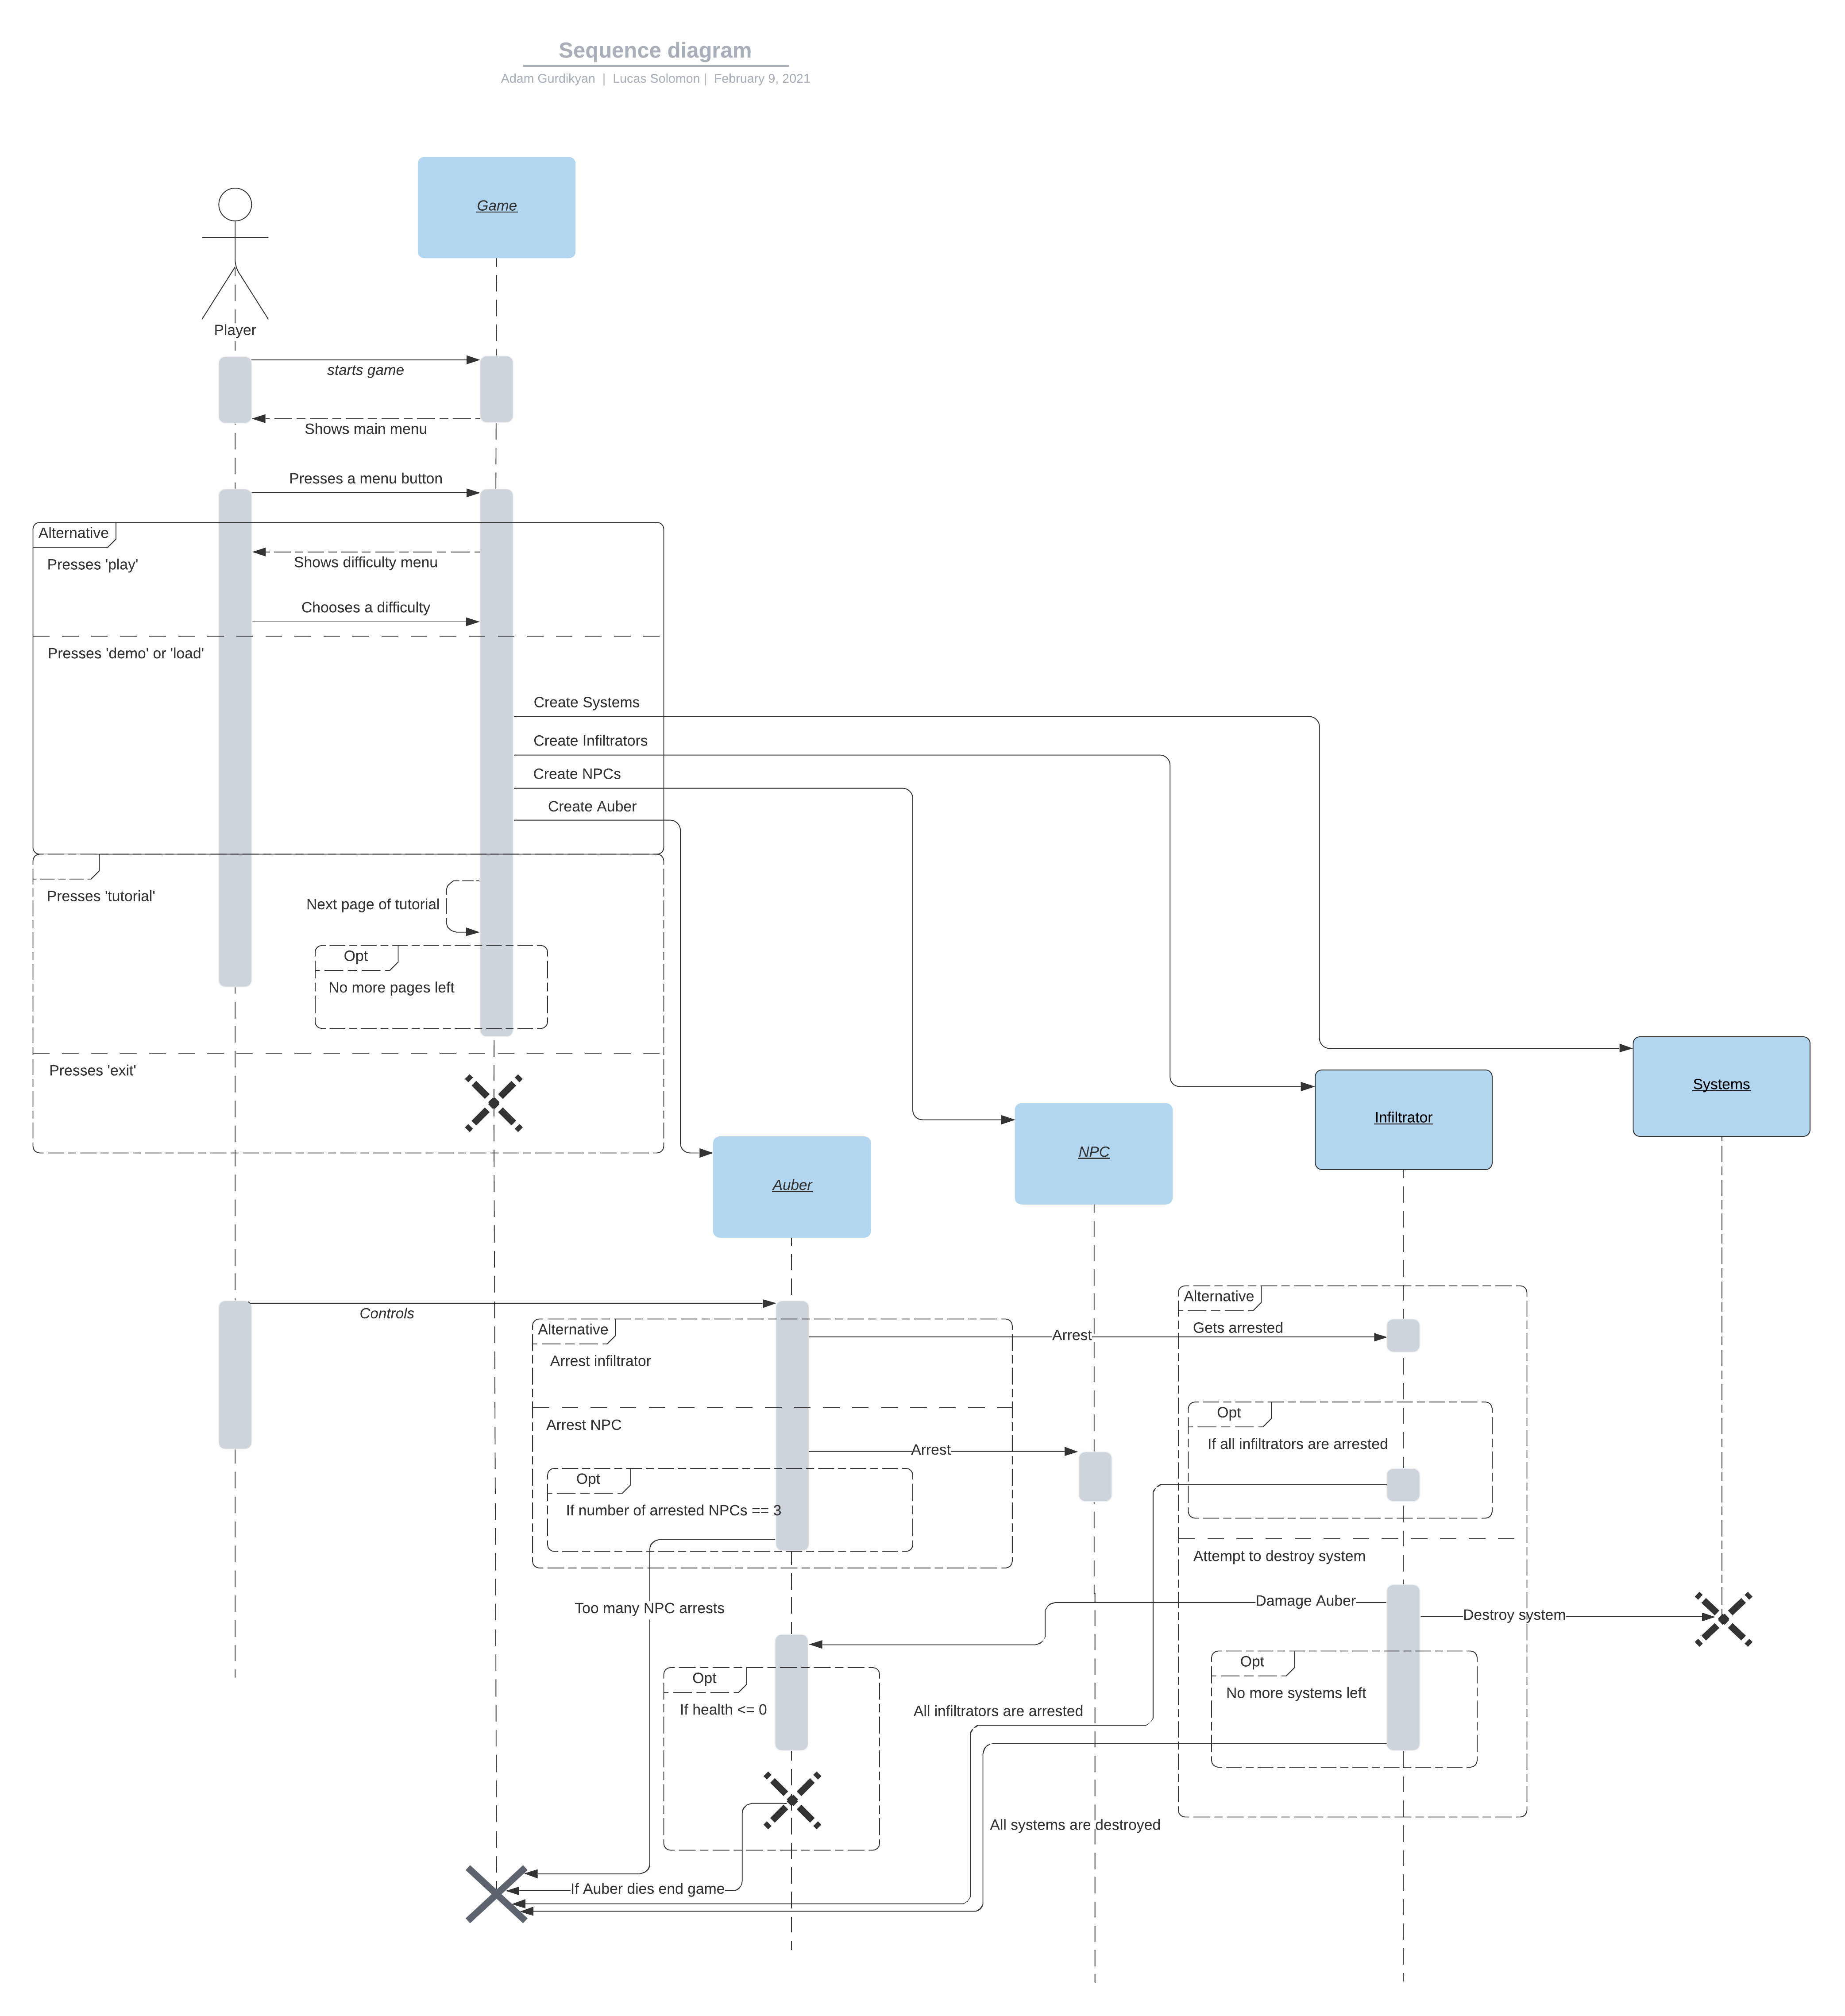 Sequence diagram
Adam Gurdikyan | Lucas Solomon | February 9, 2021
Game
Player
starts game
Shows main menu
Presses a menu button
Alternative
Presses 'play'
Shows difficulty menu
Chooses a difficulty
Presses 'demo' or 'load'
Create Systems
Create Infiltrators
Create NPCs
Create Auber
Presses 'tutorial'
Next page of tutorial
Opt
No more pages left
Presses 'exit'
Systems
Infiltrator
NPC
Auber
Controls
Alternative
Arrest infiltrator
Arrest
Alternative
Gets arrested
Arrest NPC
Arrest
Opt
If number of arrested NPCs == 3
Opt
If all infiltrators are arrested
Attempt to destroy system
Too many NPC arrests
Damage Auber
Destroy system
Opt
If health <= 0
Opt
No more systems left
All infiltrators are arrested
All systems are destroyed
If Auber dies end game